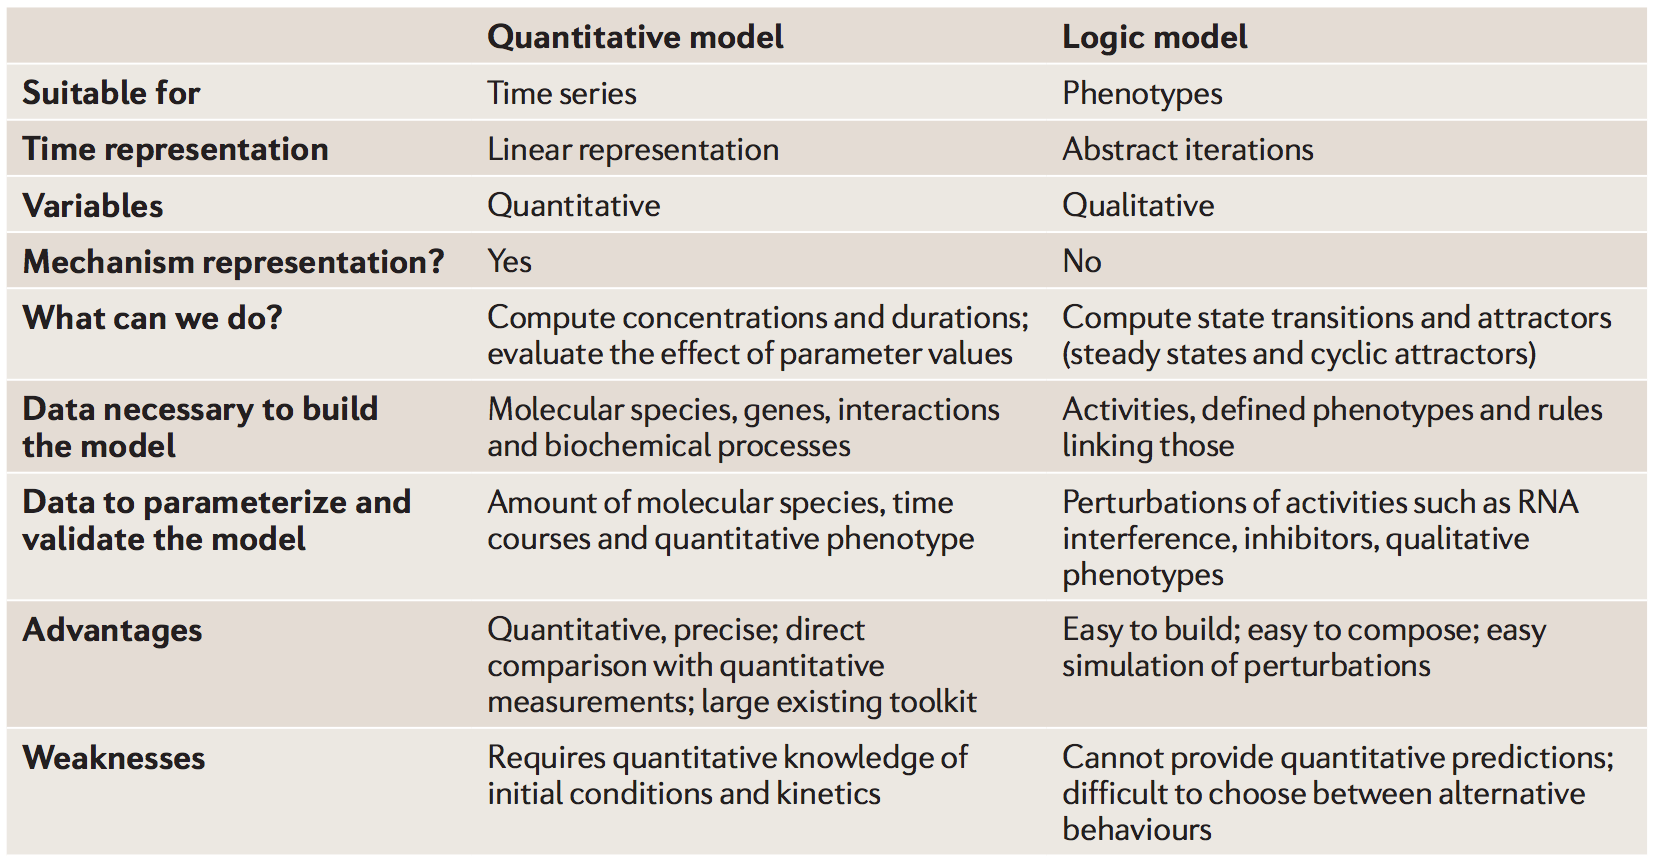 Quantitative model Logic model
Suitable for Time series Phenotypes
Time representation Linear representation Abstract iterations
Variables Quantitative Qualitative
Mechanism representation? Yes No
What can we do? Compute concentrations and durations; Compute state transitions and attractors
evaluate the effect of parameter values (steady states and cyclic attractors)
Data necessary to build Molecular species, genes, interactions Activities, defined phenotypes and rules
the model and biochemical processes linking those
Data to parameterize and Amount of molecular species, time Perturbations of activities such as RNA
validate the model courses and quantitative phenotype interference, inhibitors, qualitative
phenotypes
Advantages Quantitative, precise; direct Easy to build; easy to compose; easy
comparison with quantitative simulation of perturbations
measurements; large existing toolkit
Weaknesses Requires quantitative knowledge of Cannot provide quantitative predictions;
initial conditions and kinetics difficult to choose between alternative
behaviours